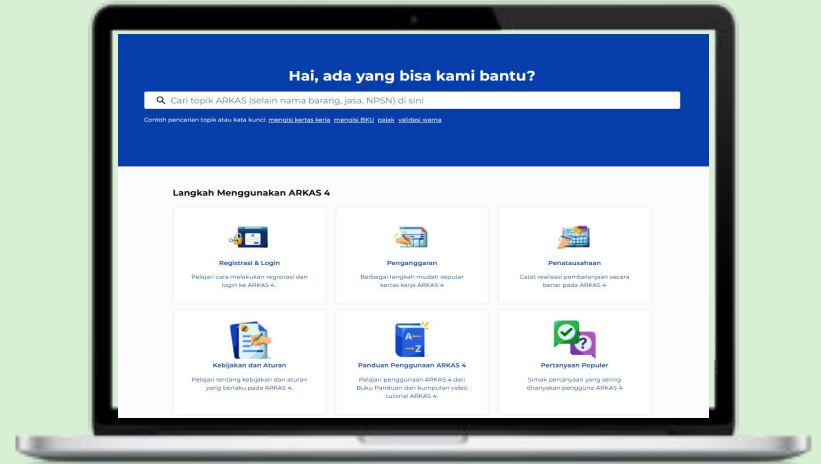 Hai, ada yang bisa kami bantu?
Cari topik ARKAS (selain nama barang, jasa, NPSN) di sini
Contoh pencarian topik atau kata kunci: mengisi kertas kerja mengisi BKU pajak validasi warna
Langkah Menggunakan ARKAS 4
Registrasi & Login
Pelajari cara melakukan registrasi dan
login ke ARKAS 4.
Penganggaran
Berbagai langkah mudah seputar
kertas kerja ARKAS 4
Penatausahaan
Catat realisasi pembelanjaan secara
benar pada ARKAS 4
Kebijakan dan Aturan
Pelajari tentang kebijakan dan aturan
yang berlaku pada ARKAS 4.
A
Z
Panduan Penggunaan ARKAS 4
Pelajari penggunaan ARKAS 4 dari
Buku Panduan dan kumpulan video
tutorial ARKAS 4.
?
Pertanyaan Populer
Simak pertanyaan yang sering
ditanyakan pengguna ARKAS 4